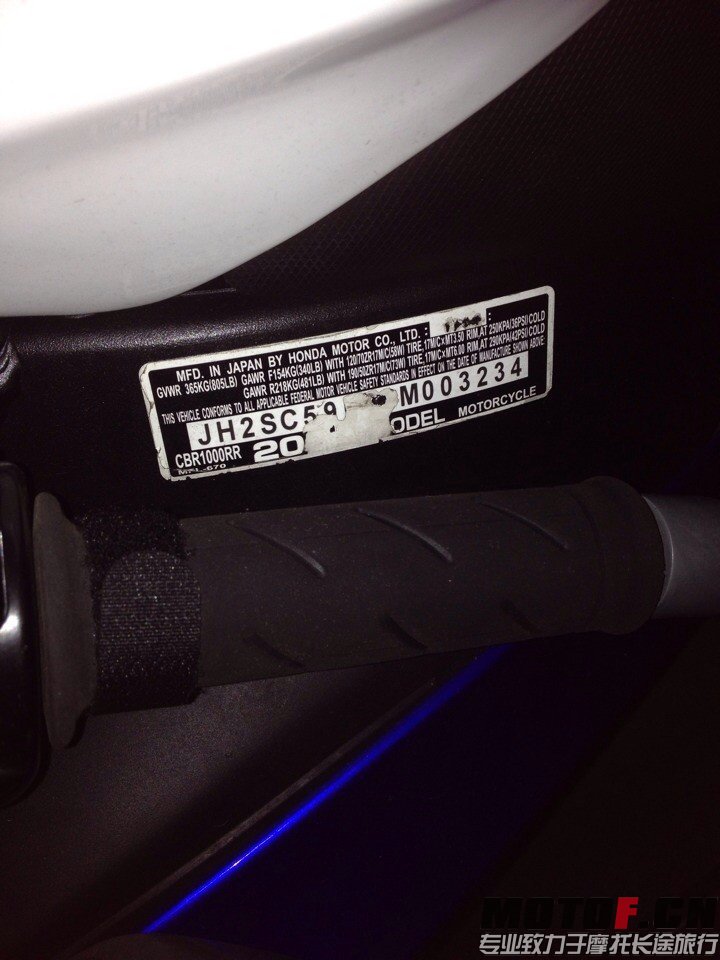 MFD. IN JAPAN BY HONDA MOTOR CO., LTD. :
GVWR 365KG(805LB) GAWR F154KG(340LB) WITH 120/70ZR17M/C(58W) TIRE, 17M/C×MT3.50 RIM, AT 250KPA(36PSI) COLD
GAWR R218KG(481LB) WITH 190/50ZR17M/C(73W) TIRE, 17M/C×MT6.00 RIM, AT 290KPA(42PSI) COLD
THIS VEHICLE CONFORMS TO ALL APPLICABLE FEDERAL MOTOR VEHICLE SAFETY STANDARDS IN EFFECT ON THE DATE OF MANUFACTURE SHOWN ABOVE
JH2SC59 M003234
CBR1000RR 20 ODEL MOTORCYCLE
MOTOF.CN
专业致力于摩托长途旅行